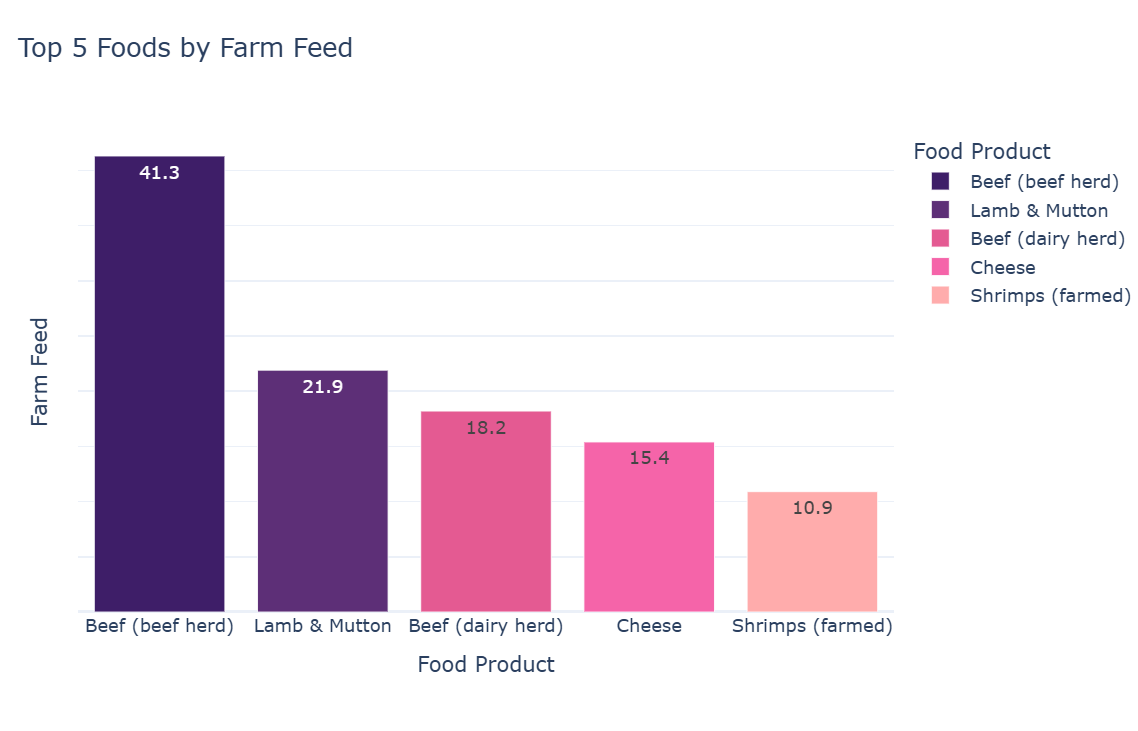 Top 5 Foods by Farm Feed
Food Product
Beef (beef herd)
Lamb & Mutton
Beef (dairy herd)
Cheese
Shrimps (farmed)
Farm Feed
41.3
21.9
18.2
15.4
10.9
Beef (beef herd)
Lamb & Mutton
Beef (dairy herd)
Cheese
Shrimps (farmed)
Food Product